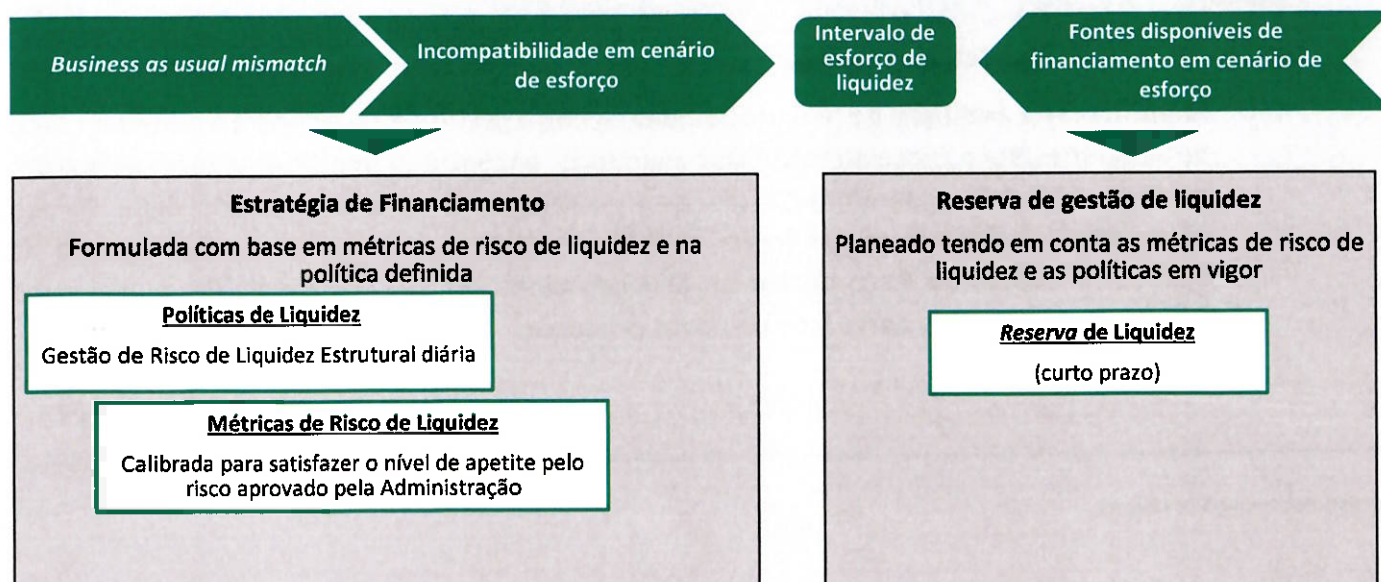 Business as usual mismatch
Incompatibilidade em cenário
de esforço
Intervalo de
esforço de
liquidez
Fontes disponíveis de
financiamento em cenário de
esforço
Estratégia de Financiamento
Formulada com base em métricas de risco de liquidez e na
política definida
Políticas de Liquidez
Gestão de Risco de Liquidez Estrutural diária
Métricas de Risco de Liquidez
Calibrada para satisfazer o nível de apetite pelo
risco aprovado pela Administração
Reserva de gestão de liquidez
Planeado tendo em conta as métricas de risco de
liquidez e as políticas em vigor
Reserva de Liquidez
(curto prazo)